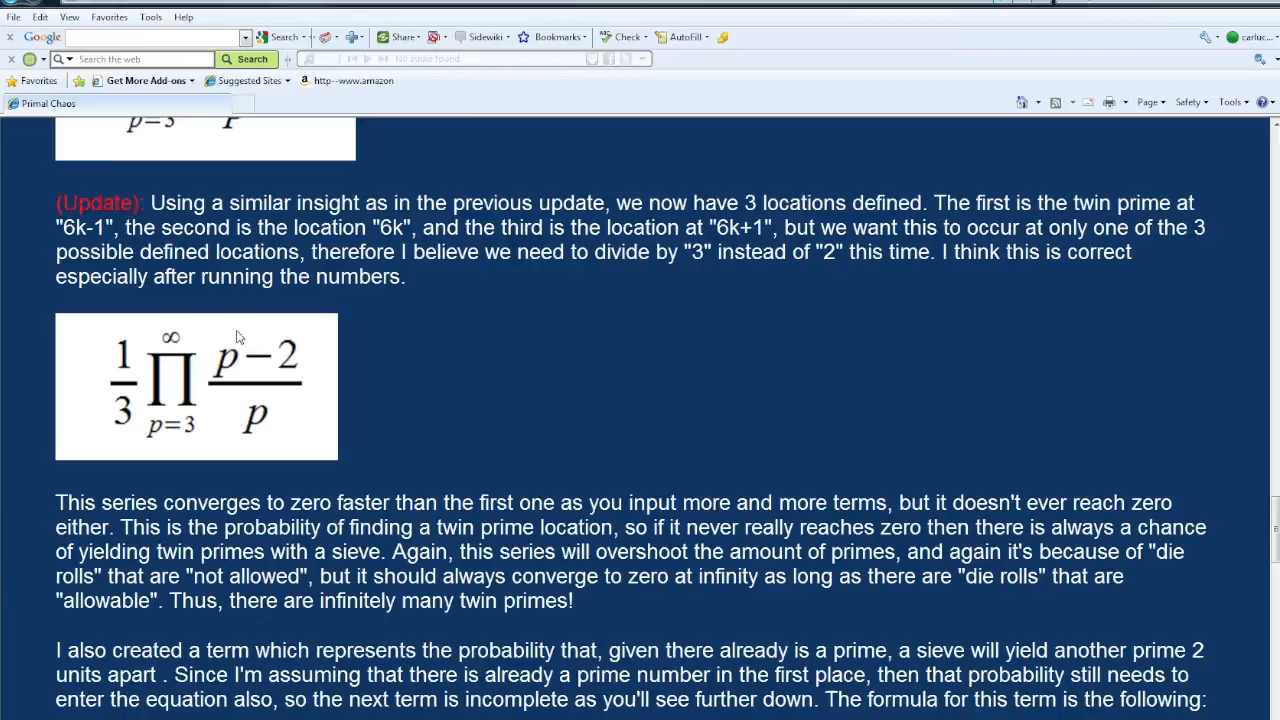 File Edit View Favorites Tools Help
Google Search Share Sidewiki Bookmarks Check AutoFill carluc...
Search the web Search No audio found.
Favorites Get More Add-ons Suggested Sites http--www.amazon
Primal Chaos Page Safety Tools
p=3 p
(Update): Using a similar insight as in the previous update, we now have 3 locations defined. The first is the twin prime at
"6k-1", the second is the location "6k", and the third is the location at "6k+1", but we want this to occur at only one of the 3
possible defined locations, therefore I believe we need to divide by "3" instead of "2" this time. I think this is correct
especially after running the numbers.
1 ∞ p−2
3 ∏ p
p=3
This series converges to zero faster than the first one as you input more and more terms, but it doesn't ever reach zero
either. This is the probability of finding a twin prime location, so if it never really reaches zero then there is always a chance
of yielding twin primes with a sieve. Again, this series will overshoot the amount of primes, and again it's because of "die
rolls" that are "not allowed", but it should always converge to zero at infinity as long as there are "die rolls" that are
"allowable". Thus, there are infinitely many twin primes!
I also created a term which represents the probability that, given there already is a prime, a sieve will yield another prime 2
units apart . Since I'm assuming that there is already a prime number in the first place, then that probability still needs to
enter the equation also, so the next term is incomplete as you'll see further down. The formula for this term is the following: